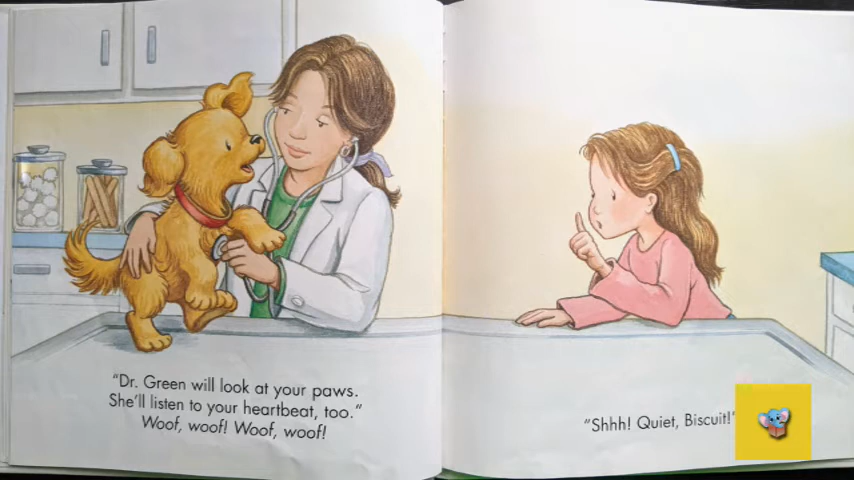 “Dr. Green will look at your paws.
She’ll listen to your heartbeat, too.”
Woof, woof! Woof, woof!
“Shhh! Quiet, Biscuit!”